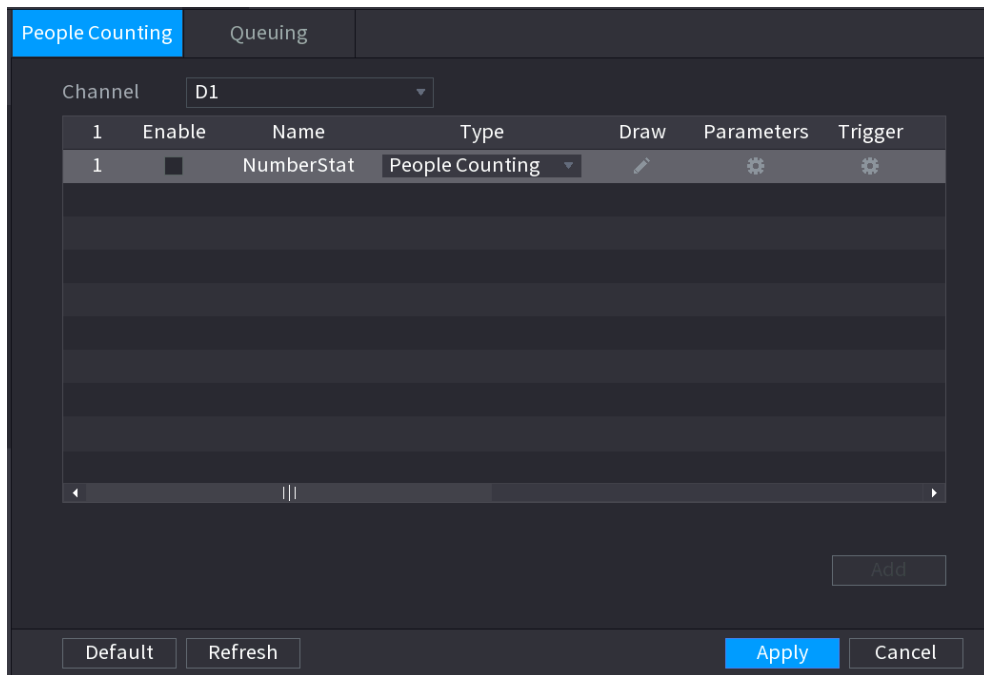 People Counting Queuing
Channel D1
1 Enable Name Type Draw Parameters Trigger
1 NumberStat People Counting
Add
Default Refresh Apply Cancel